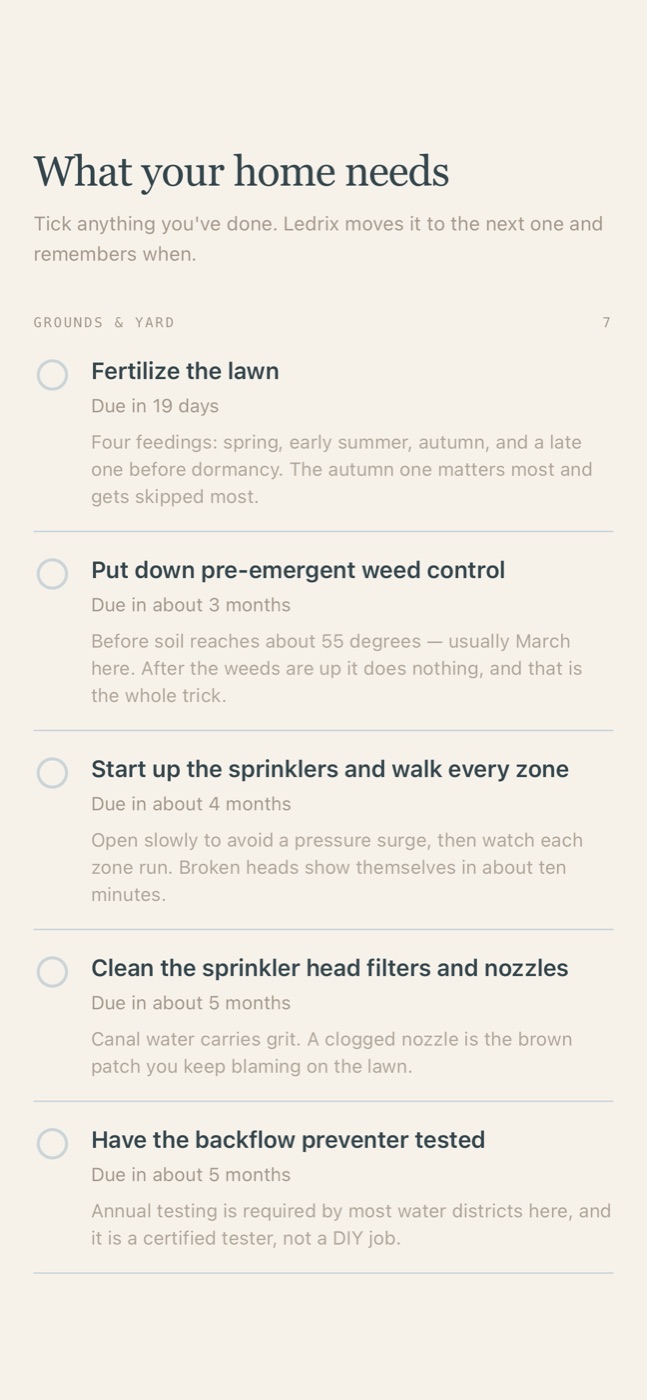 What your home needs
Tick anything you've done. Ledrix moves it to the next one and
remembers when.
GROUNDS & YARD 7
Fertilize the lawn
Due in 19 days
Four feedings: spring, early summer, autumn, and a late
one before dormancy. The autumn one matters most and
gets skipped most.
Put down pre-emergent weed control
Due in about 3 months
Before soil reaches about 55 degrees — usually March
here. After the weeds are up it does nothing, and that is
the whole trick.
Start up the sprinklers and walk every zone
Due in about 4 months
Open slowly to avoid a pressure surge, then watch each
zone run. Broken heads show themselves in about ten
minutes.
Clean the sprinkler head filters and nozzles
Due in about 5 months
Canal water carries grit. A clogged nozzle is the brown
patch you keep blaming on the lawn.
Have the backflow preventer tested
Due in about 5 months
Annual testing is required by most water districts here, and
it is a certified tester, not a DIY job.